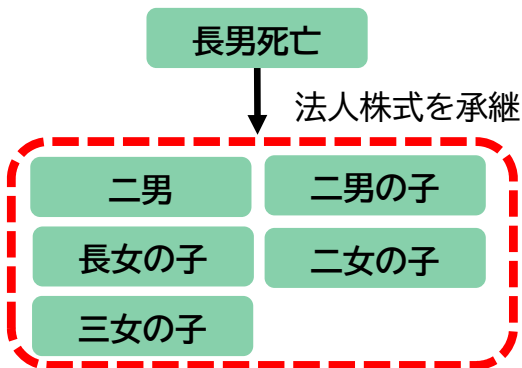 長男死亡
法人株式を承継
二男
二男の子
長女の子
二女の子
三女の子